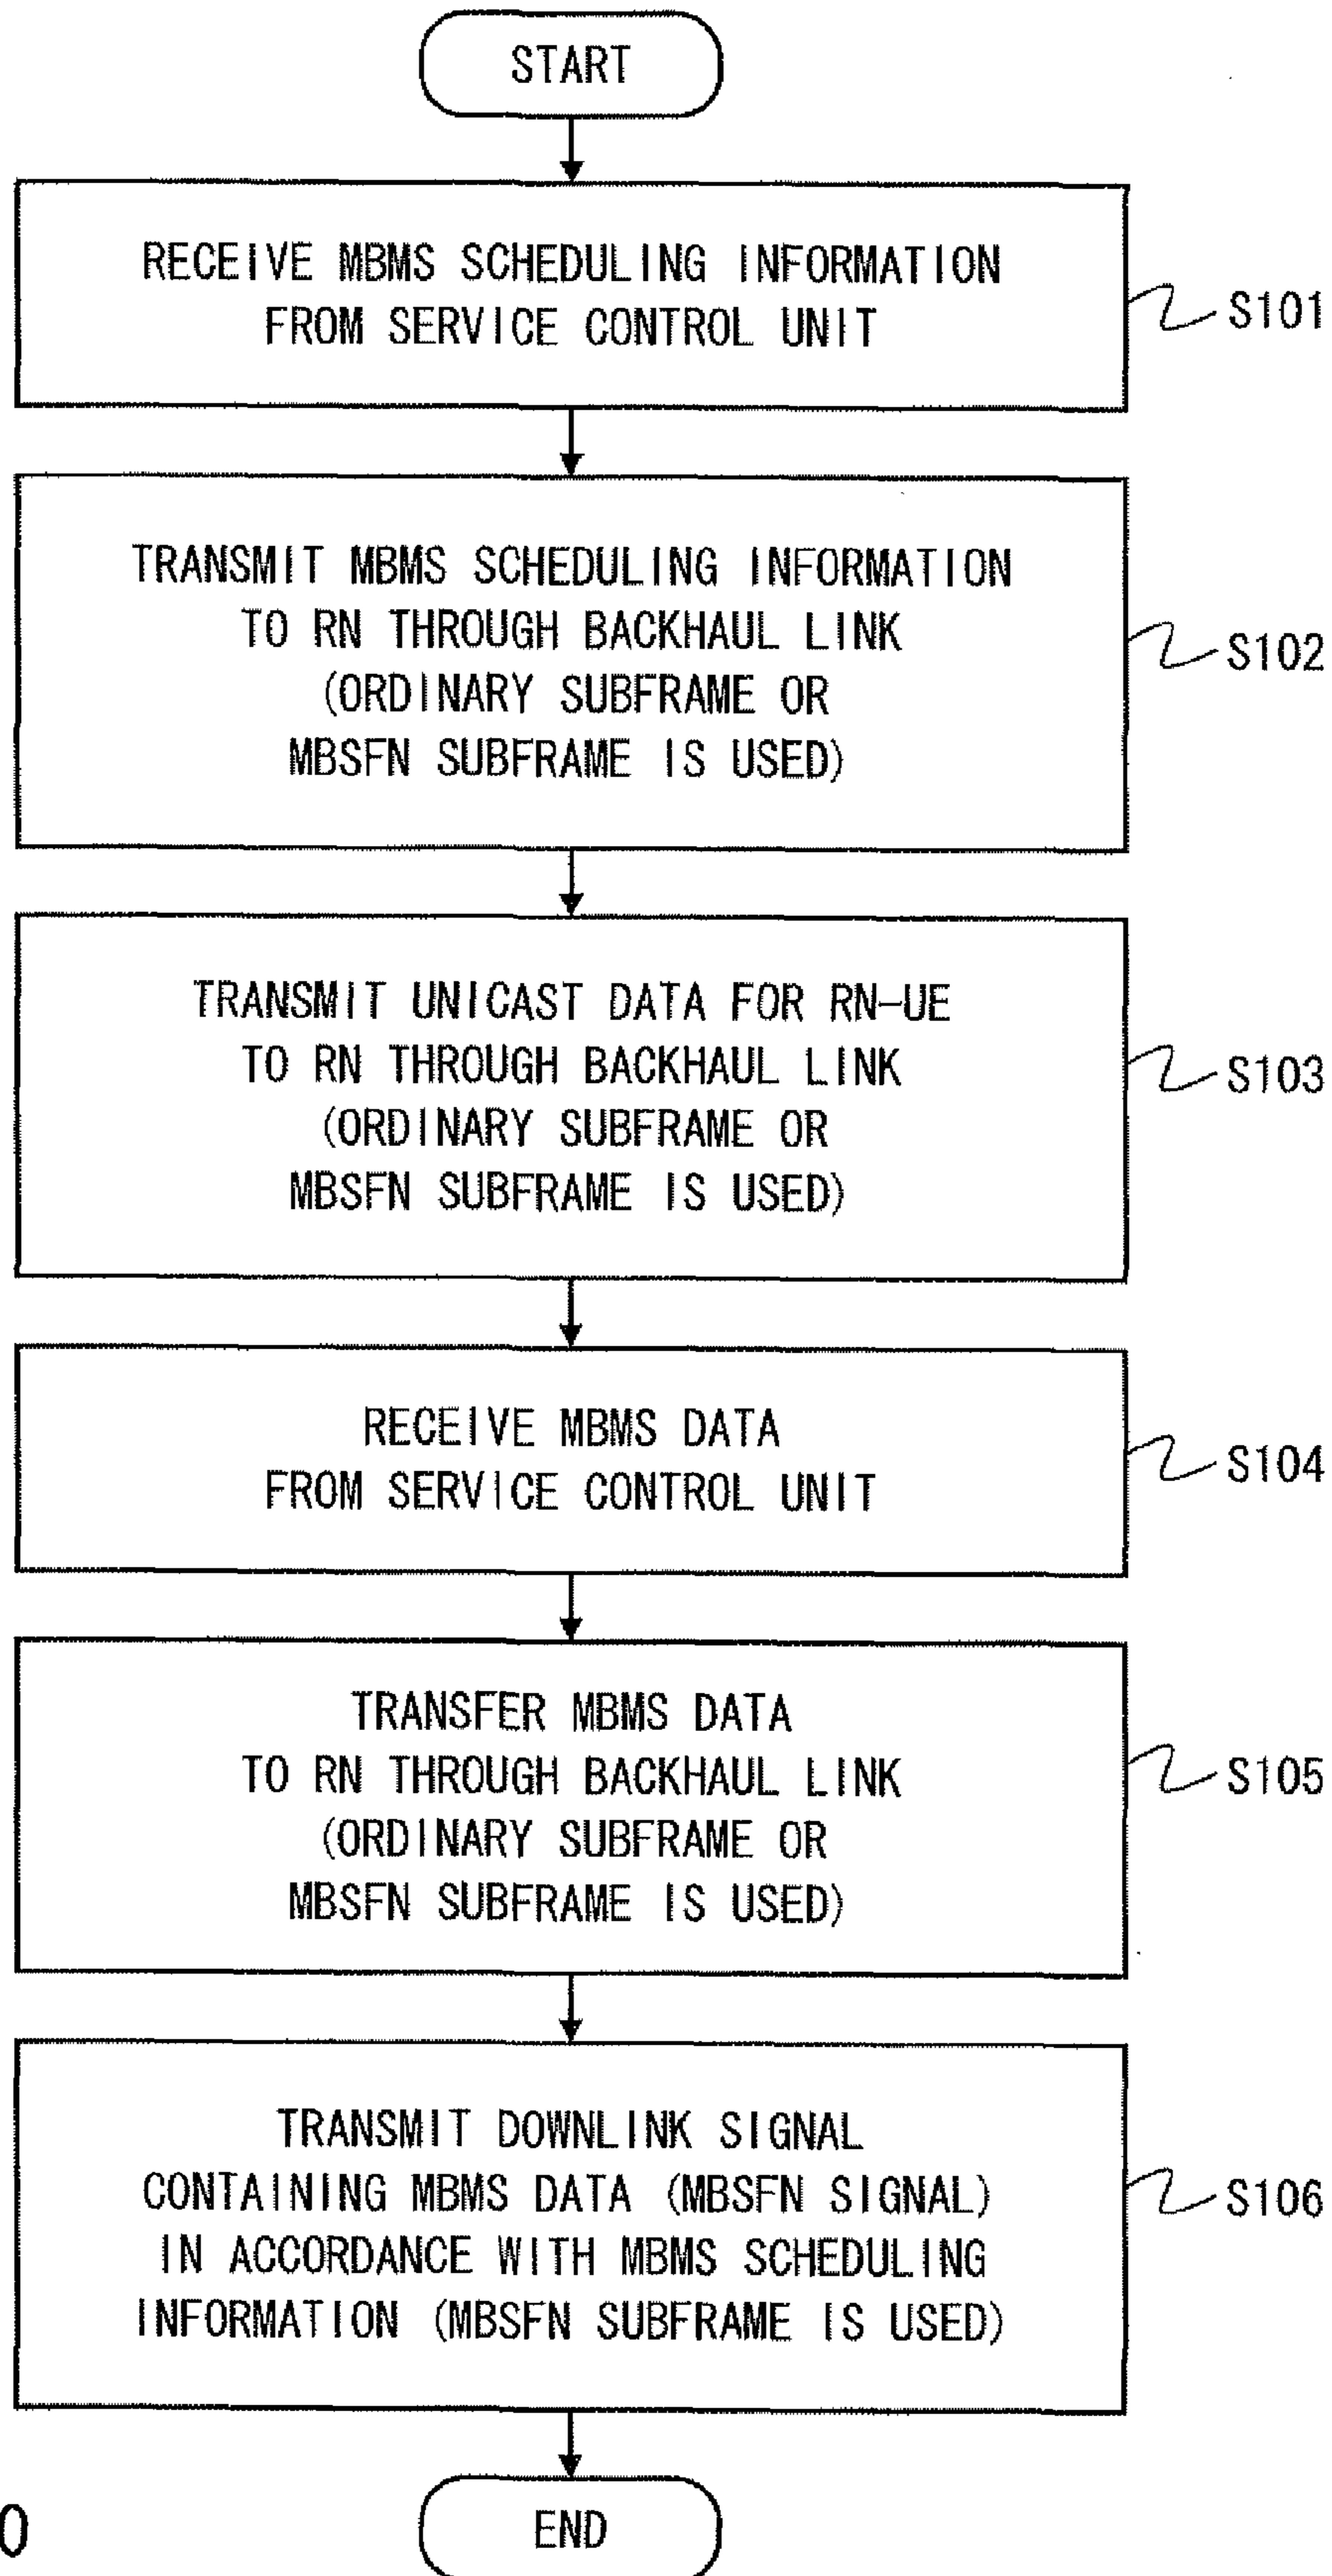 START
RECEIVE MBMS SCHEDULING INFORMATION
FROM SERVICE CONTROL UNIT
S101
TRANSMIT MBMS SCHEDULING INFORMATION
TO RN THROUGH BACKHAUL LINK
(ORDINARY SUBFRAME OR
MBSFN SUBFRAME IS USED)
S102
TRANSMIT UNICAST DATA FOR RN-UE
TO RN THROUGH BACKHAUL LINK
(ORDINARY SUBFRAME OR
MBSFN SUBFRAME IS USED)
S103
RECEIVE MBMS DATA
FROM SERVICE CONTROL UNIT
S104
TRANSFER MBMS DATA
TO RN THROUGH BACKHAUL LINK
(ORDINARY SUBFRAME OR
MBSFN SUBFRAME IS USED)
S105
TRANSMIT DOWNLINK SIGNAL
CONTAINING MBMS DATA (MBSFN SIGNAL)
IN ACCORDANCE WITH MBMS SCHEDULING
INFORMATION (MBSFN SUBFRAME IS USED)
S106
END